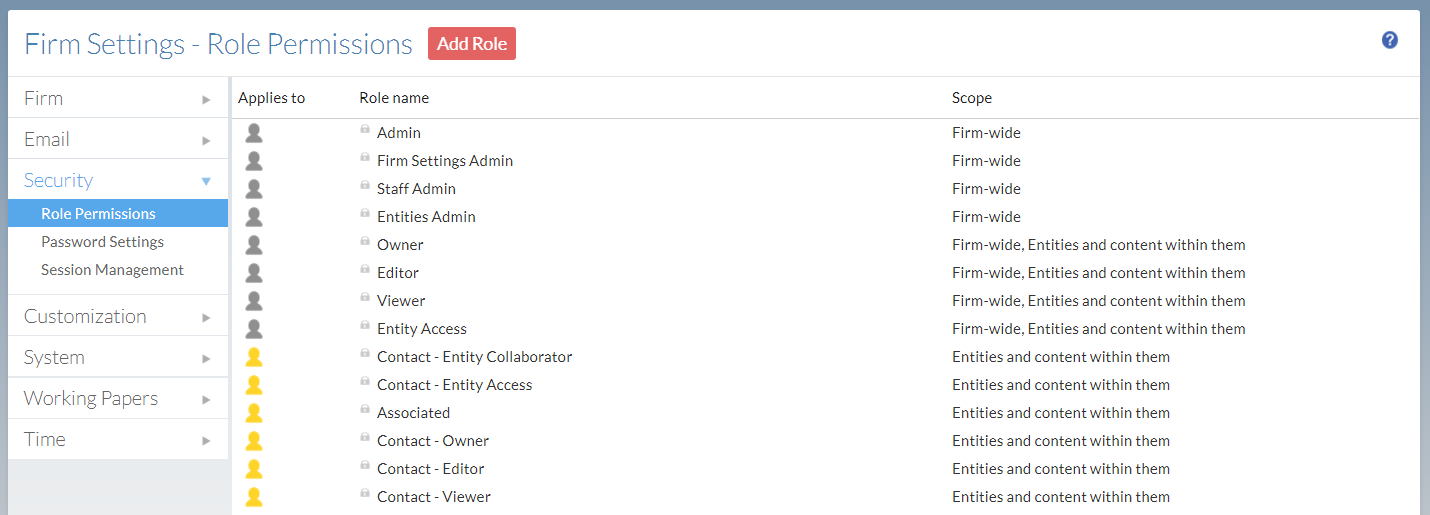 Firm Settings - Role Permissions Add Role ?
Firm
Email
Security
Role Permissions
Password Settings
Session Management
Customization
System
Working Papers
Time
Applies to Role name Scope
Admin Firm-wide
Firm Settings Admin Firm-wide
Staff Admin Firm-wide
Entities Admin Firm-wide
Owner Firm-wide, Entities and content within them
Editor Firm-wide, Entities and content within them
Viewer Firm-wide, Entities and content within them
Entity Access Firm-wide, Entities and content within them
Contact - Entity Collaborator Entities and content within them
Contact - Entity Access Entities and content within them
Associated Entities and content within them
Contact - Owner Entities and content within them
Contact - Editor Entities and content within them
Contact - Viewer Entities and content within them